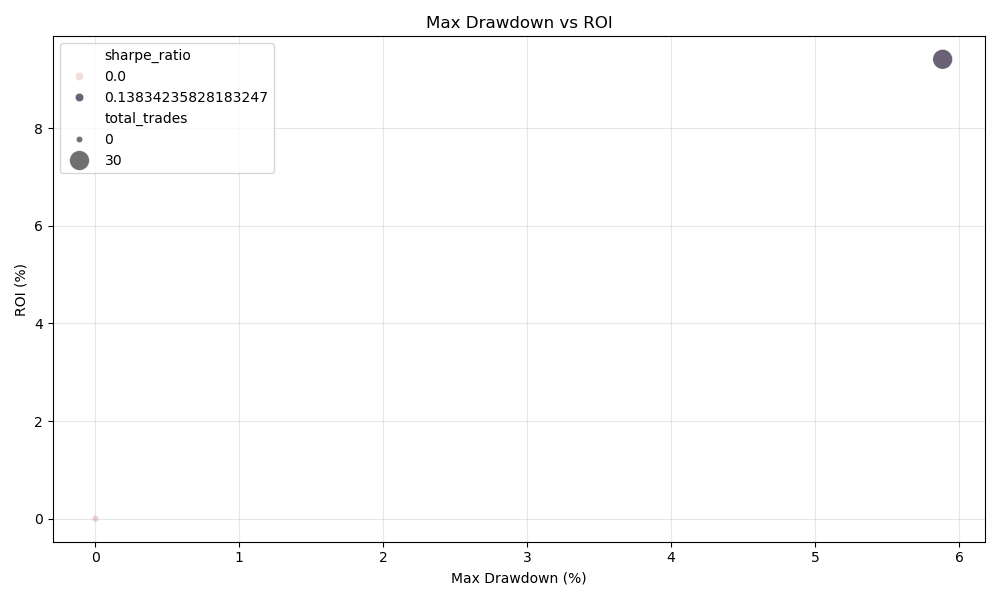 Max Drawdown vs ROI
sharpe_ratio
0.0
0.13834235828183247
total_trades
0
30
8
6
4
2
0
ROI (%)
0 1 2 3 4 5 6
Max Drawdown (%)